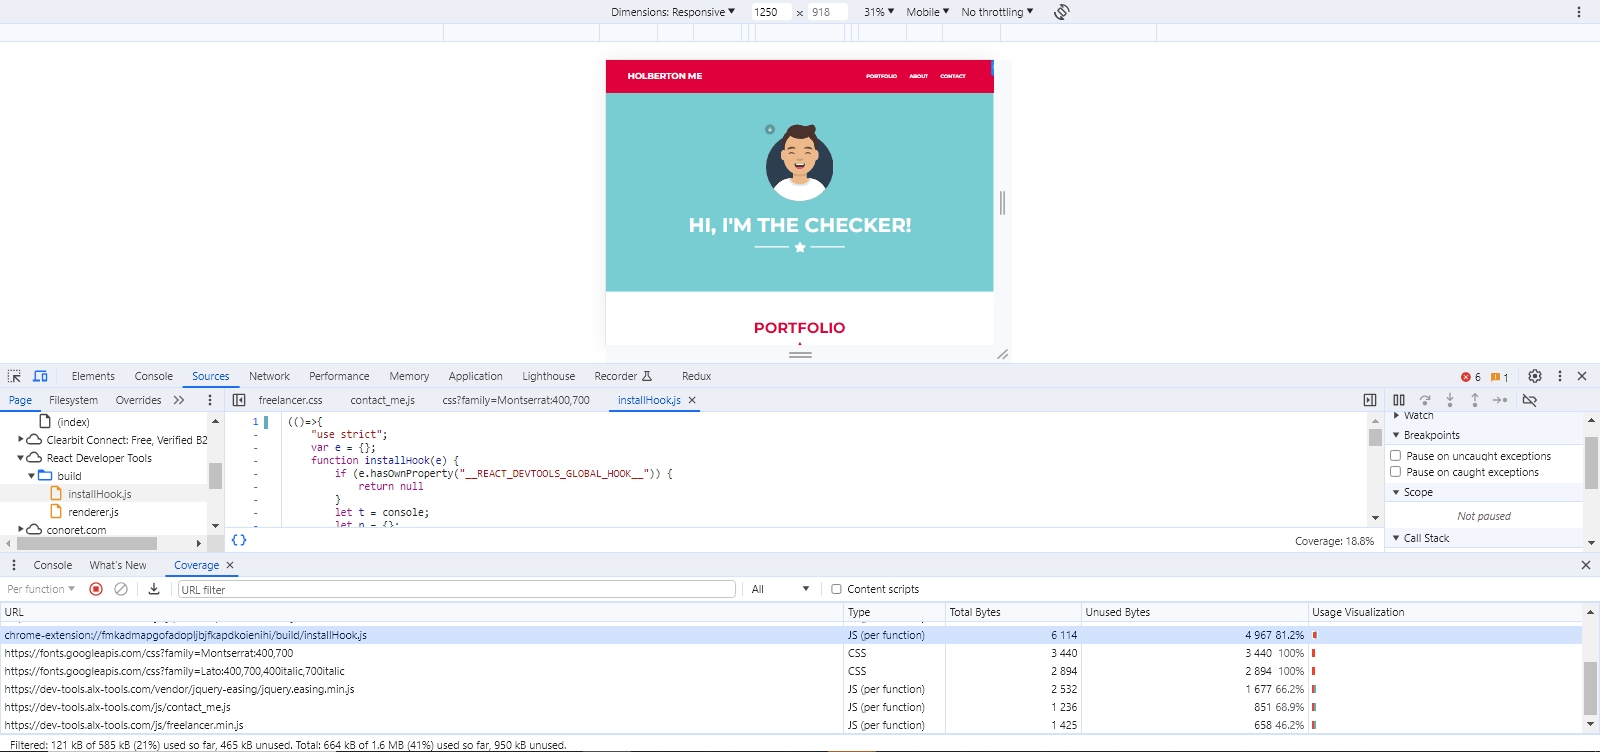 Dimensions: Responsive 1250 × 918 31% Mobile No throttling
HOLBERTON ME PORTFOLIO ABOUT CONTACT
HI, I'M THE CHECKER!
PORTFOLIO
Elements Console Sources Network Performance Memory Application Lighthouse Recorder Redux 6 1
Page Filesystem Overrides freelancer.css contact_me.js css?family=Montserrat:400,700 installHook.js
(index)
Clearbit Connect: Free, Verified B2
React Developer Tools
build
installHook.js
renderer.js
conoret.com
1 (()=>{
- "use strict";
- var e = {};
- function installHook(e) {
- if (e.hasOwnProperty("__REACT_DEVTOOLS_GLOBAL_HOOK__")) {
- return null
- }
- let t = console;
- let n = {};
{} Coverage: 18.8%
Watch
Breakpoints
Pause on uncaught exceptions
Pause on caught exceptions
Scope
Not paused
Call Stack
Console What's New Coverage
Per function URL filter All Content scripts
URL Type Total Bytes Unused Bytes Usage Visualization
chrome-extension://fmkadmapgofadopljbjfkapdkoienihi/build/installHook.js JS (per function) 6 114 4 967 81.2%
https://fonts.googleapis.com/css?family=Montserrat:400,700 CSS 3 440 3 440 100%
https://fonts.googleapis.com/css?family=Lato:400,700,400italic,700italic CSS 2 894 2 894 100%
https://dev-tools.alx-tools.com/vendor/jquery-easing/jquery.easing.min.js JS (per function) 2 532 1 677 66.2%
https://dev-tools.alx-tools.com/js/contact_me.js JS (per function) 1 236 851 68.9%
https://dev-tools.alx-tools.com/js/freelancer.min.js JS (per function) 1 425 658 46.2%
Filtered: 121 kB of 585 kB (21%) used so far, 465 kB unused. Total: 664 kB of 1.6 MB (41%) used so far, 950 kB unused.